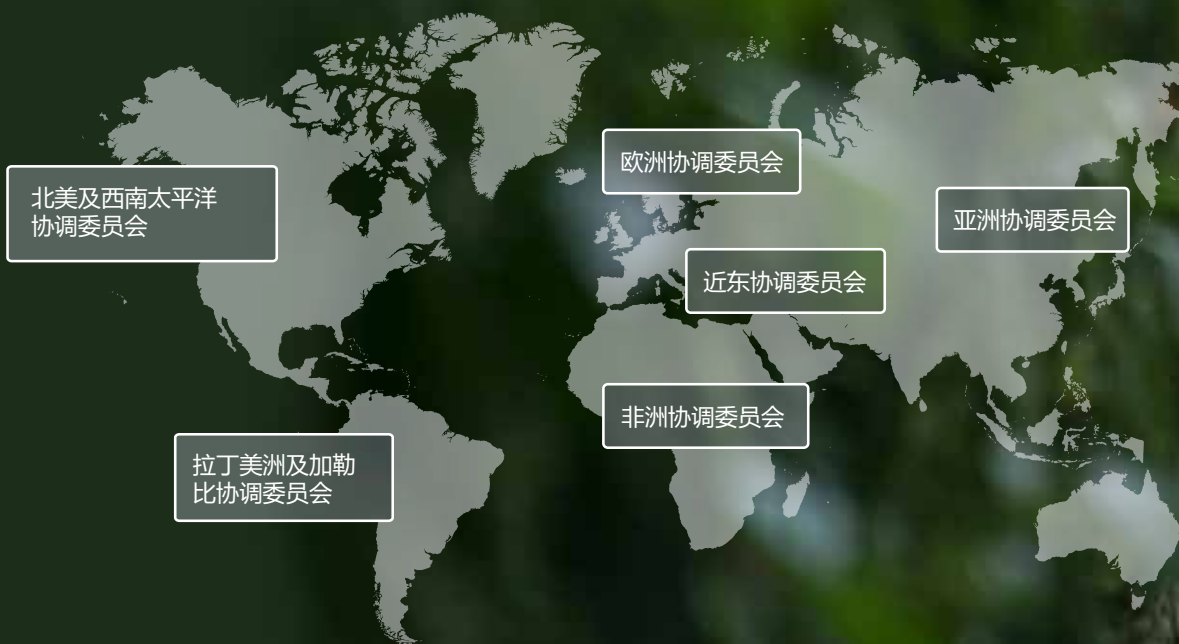 欧洲协调委员会
北美及西南太平洋
协调委员会
亚洲协调委员会
近东协调委员会
非洲协调委员会
拉丁美洲及加勒
比协调委员会